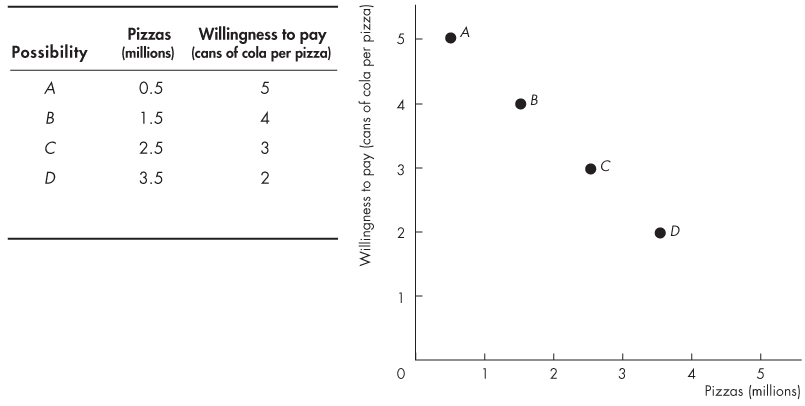 Possibility Pizzas (millions) Willingness to pay (cans of cola per pizza)
A 0.5 5
B 1.5 4
C 2.5 3
D 3.5 2
Willingness to pay (cans of cola per pizza)
5
4
3
2
1
A
B
C
D
0 1 2 3 4 5
Pizzas (millions)